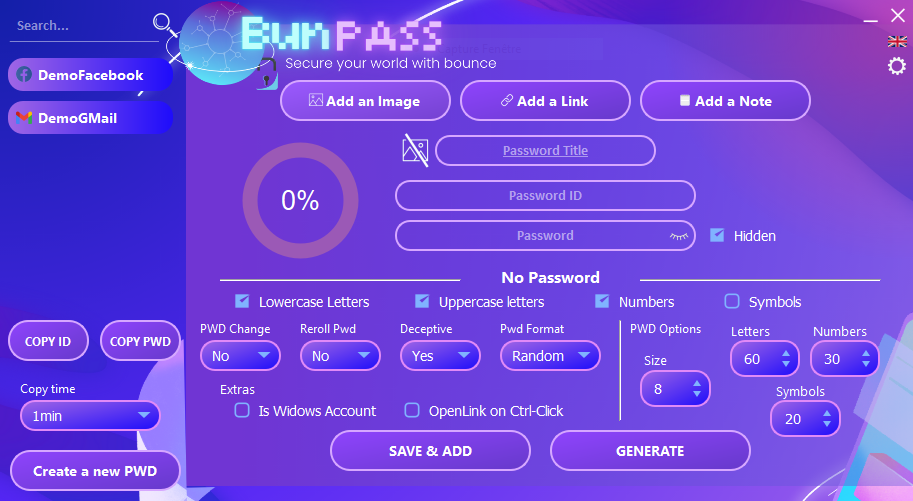 Search...
DemoFacebook
DemoGMail
BunPASS
Secure your world with bounce
Add an Image
Add a Link
Add a Note
Password Title
0%
Password ID
Password
Hidden
No Password
Lowercase Letters
Uppercase letters
Numbers
Symbols
PWD Change
Reroll Pwd
Deceptive
Pwd Format
No
No
Yes
Random
PWD Options
Size
8
Letters
60
Numbers
30
Symbols
20
Extras
Is Widows Account
OpenLink on Ctrl-Click
SAVE & ADD
GENERATE
COPY ID
COPY PWD
Copy time
1min
Create a new PWD